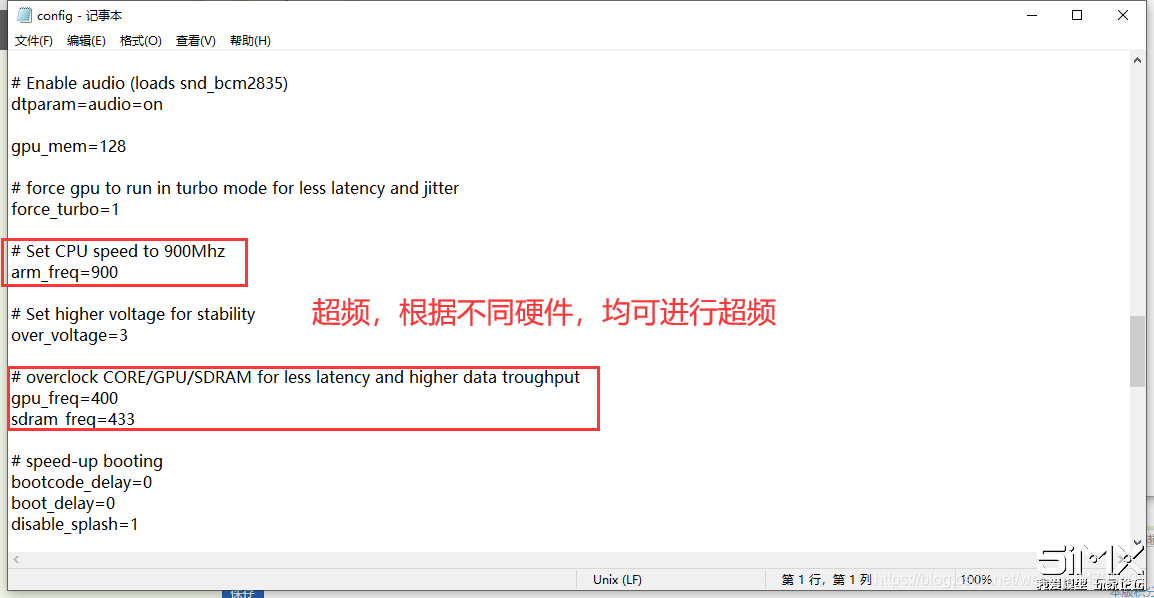 config - 记事本
文件(F) 编辑(E) 格式(O) 查看(V) 帮助(H)
# Enable audio (loads snd_bcm2835)
dtparam=audio=on
gpu_mem=128
# force gpu to run in turbo mode for less latency and jitter
force_turbo=1
# Set CPU speed to 900Mhz
arm_freq=900
# Set higher voltage for stability
超频，根据不同硬件，均可进行超频
over_voltage=3
# overclock CORE/GPU/SDRAM for less latency and higher data troughput
gpu_freq=400
sdram_freq=433
# speed-up booting
bootcode_delay=0
boot_delay=0
disable_splash=1
SiMX
Unix (LF) 第 1 行，第 1 列 100%
我爱模型 玩家论坛
保存